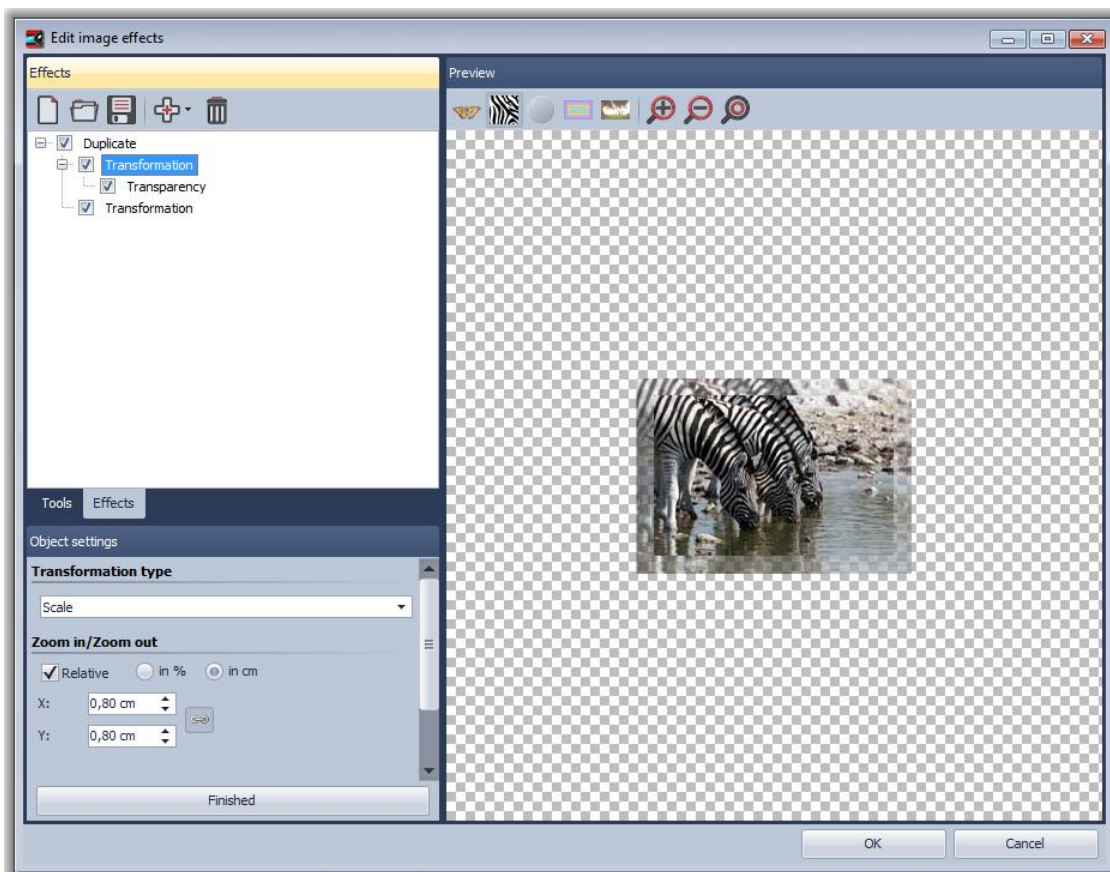 Edit image effects
Effects
Preview
Duplicate
Transformation
Transparency
Transformation
Tools Effects
Object settings
Transformation type
Scale
Zoom in/Zoom out
Relative in % in cm
X: 0,80 cm
Y: 0,80 cm
Finished
OK Cancel